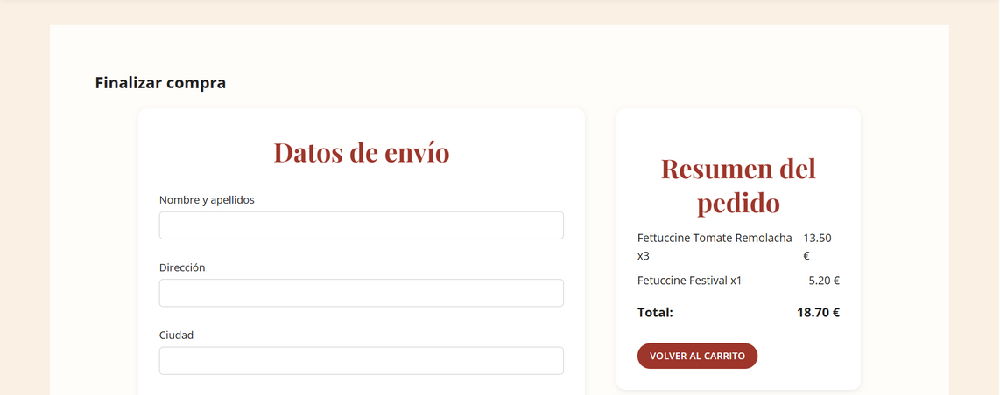 Finalizar compra
Datos de envío
Nombre y apellidos
Dirección
Ciudad
Resumen del
pedido
Fettuccine Tomate Remolacha 13.50
x3 €
Fetuccine Festival x1 5.20 €
Total: 18.70 €
VOLVER AL CARRITO